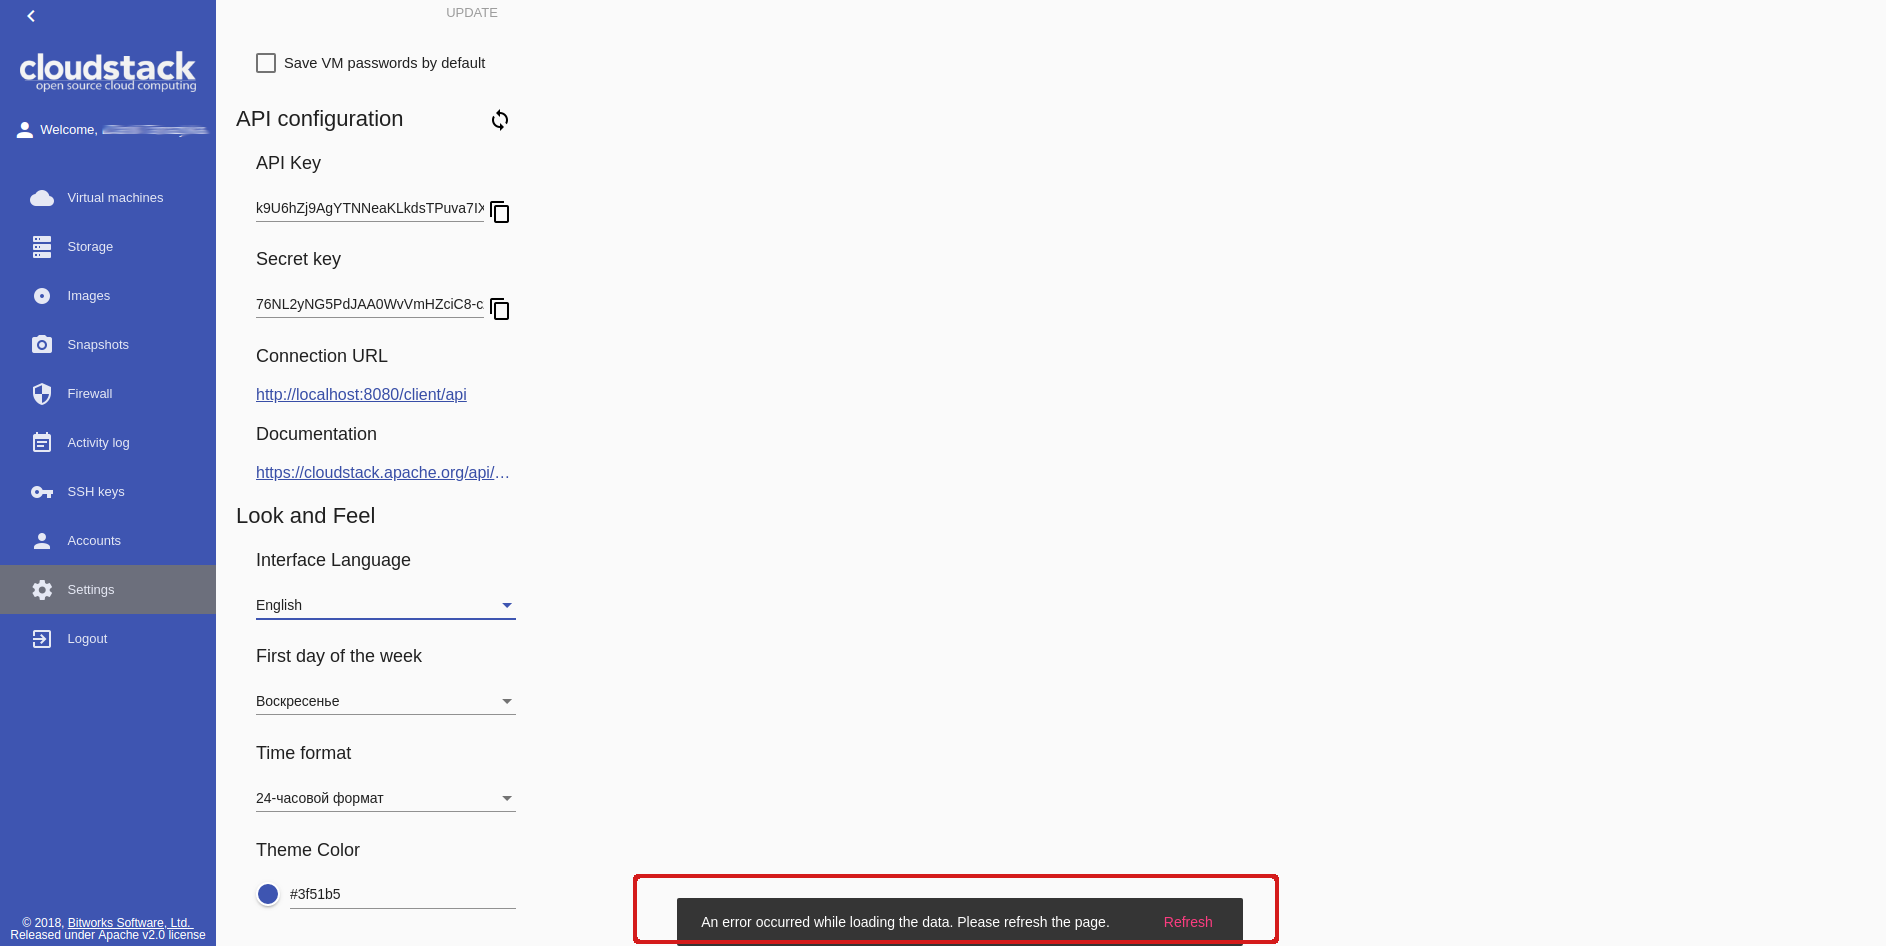 cloudstack
open source cloud computing
Welcome,
Virtual machines
Storage
Images
Snapshots
Firewall
Activity log
SSH keys
Accounts
Settings
Logout
© 2018, Bitworks Software, Ltd.
Released under Apache v2.0 license
UPDATE
Save VM passwords by default
API configuration
API Key
k9U6hZj9AgYTNNeaKLkdsTPuva7IX
Secret key
76NL2yNG5PdJAA0WvVmHZciC8-c
Connection URL
http://localhost:8080/client/api
Documentation
https://cloudstack.apache.org/api/…
Look and Feel
Interface Language
English
First day of the week
Воскресенье
Time format
24-часовой формат
Theme Color
#3f51b5
An error occurred while loading the data. Please refresh the page. Refresh